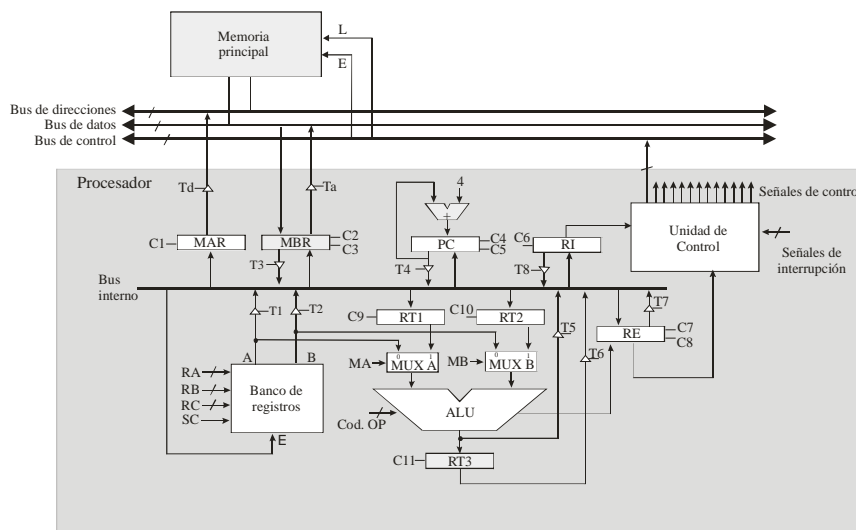 Memoria
principal
L
E
Bus de direcciones
Bus de datos
Bus de control
Procesador
Td
Ta
4
+
Señales de control
C1
MAR
MBR
C2
C3
PC
C4
C5
C6
RI
Unidad de
Control
Señales de
interrupción
T3
T4
T8
Bus
interno
T1
T2
C9
RT1
C10
RT2
T5
T6
T7
RE
C7
C8
A
B
MA
0 1
MUX A
MB
0 1
MUX B
RA
RB
RC
SC
Banco de
registros
E
Cod. OP
ALU
C11
RT3